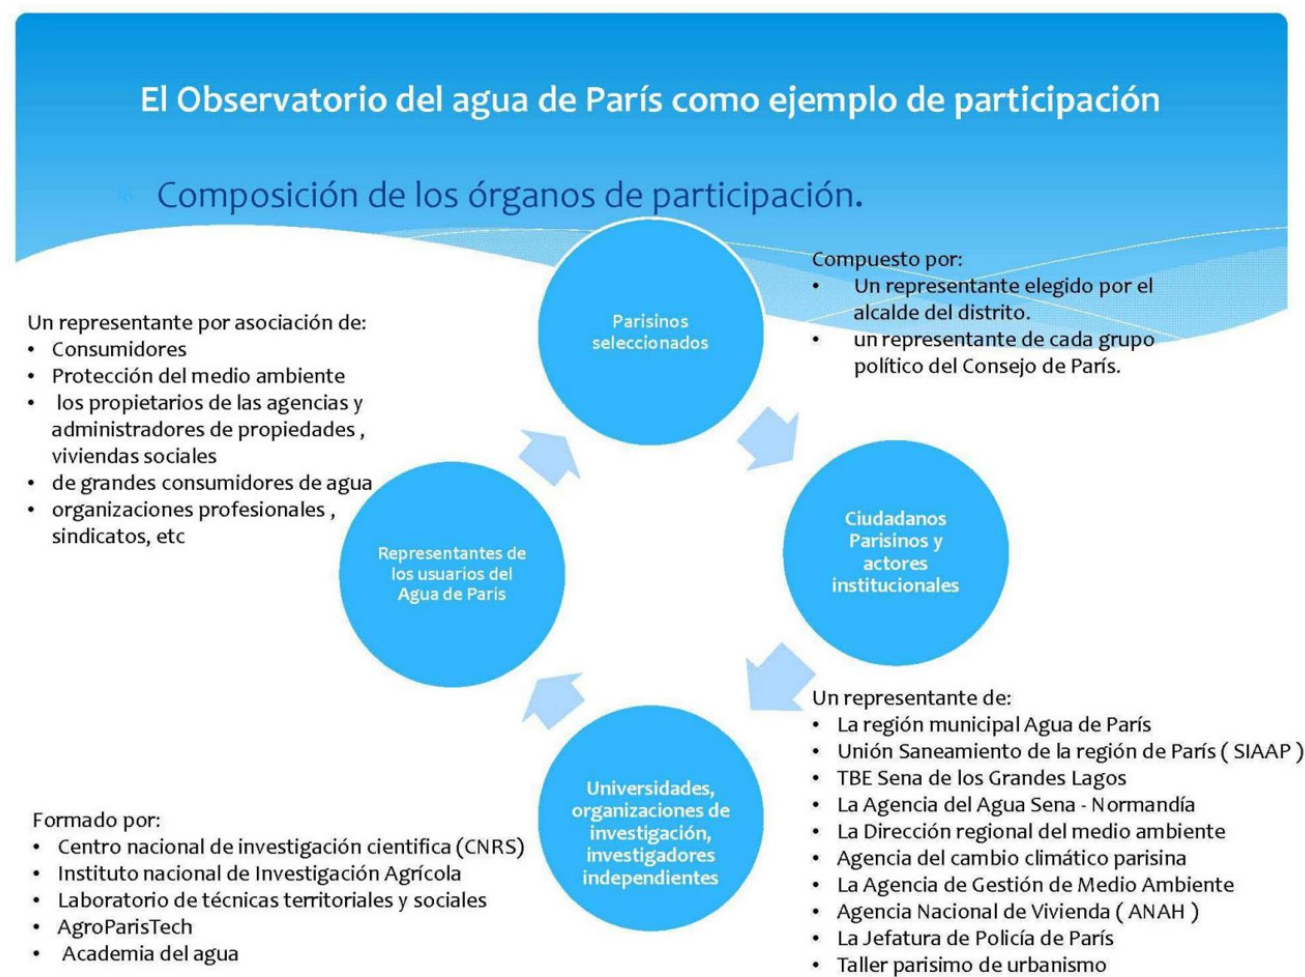 El Observatorio del agua de París como ejemplo de participación
* Composición de los órganos de participación.
Parisinos
seleccionados
Compuesto por:
• Un representante elegido por el
alcalde del distrito.
• un representante de cada grupo
político del Consejo de París.
Ciudadanos
Parisinos y
actores
institucionales
Un representante de:
• La región municipal Agua de París
• Unión Saneamiento de la región de París ( SIAAP )
• TBE Sena de los Grandes Lagos
• La Agencia del Agua Sena - Normandía
• La Dirección regional del medio ambiente
• Agencia del cambio climático parisina
• La Agencia de Gestión de Medio Ambiente
• Agencia Nacional de Vivienda ( ANAH )
• La Jefatura de Policía de París
• Taller parisimo de urbanismo
Universidades,
organizaciones de
investigación,
investigadores
independientes
Formado por:
• Centro nacional de investigación cientifica (CNRS)
• Instituto nacional de Investigación Agrícola
• Laboratorio de técnicas territoriales y sociales
• AgroParisTech
• Academia del agua
Representantes de
los usuarios del
Agua de Paris
Un representante por asociación de:
• Consumidores
• Protección del medio ambiente
• los propietarios de las agencias y
administradores de propiedades ,
viviendas sociales
• de grandes consumidores de agua
• organizaciones profesionales ,
sindicatos, etc